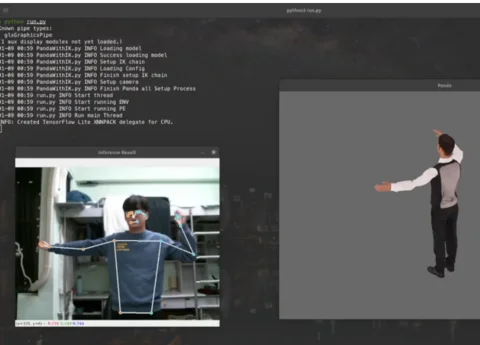 python3 run.py
python run.py
Known pipe types:
glxGraphicsPipe
1 aux display modules not yet loaded.)
01-09 00:59 PandaWithIK.py INFO Loading model
01-09 00:59 PandaWithIK.py INFO Success loading model
01-09 00:59 PandaWithIK.py INFO Setup IK chain
01-09 00:59 PandaWithIK.py INFO Loading Config
01-09 00:59 PandaWithIK.py INFO Finish setup IK chain
01-09 00:59 PandaWithIK.py INFO Setup camera
01-09 00:59 PandaWithIK.py INFO Finish Panda all Setup Process
01-09 00:59 run.py INFO Start thread
01-09 00:59 run.py INFO Start running ENV
01-09 00:59 run.py INFO Start running PE
01-09 00:59 run.py INFO Run main Thread
INFO: Created TensorFlow Lite XNNPACK delegate for CPU.
Panda
Inference Result